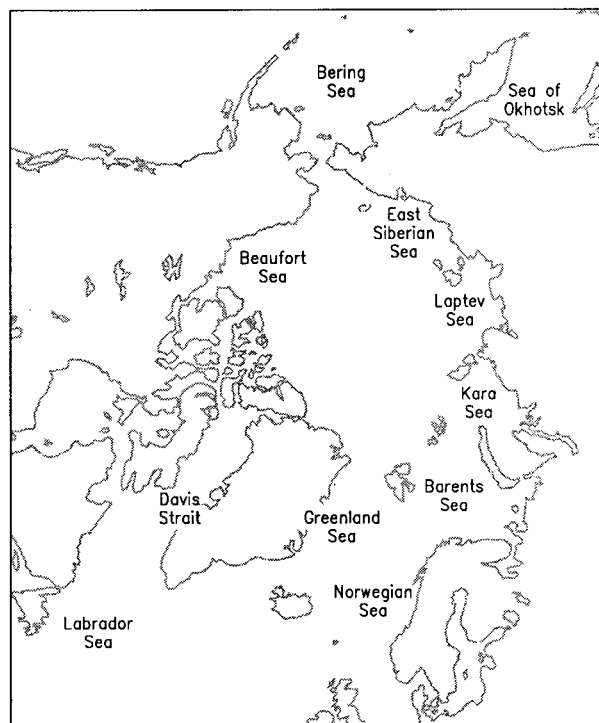 Bering
Sea
Sea of
Okhotsk
East
Siberian
Sea
Beaufort
Sea
Laptev
Sea
Kara
Sea
Barents
Sea
Davis
Strait
Greenland
Sea
Norwegian
Sea
Labrador
Sea